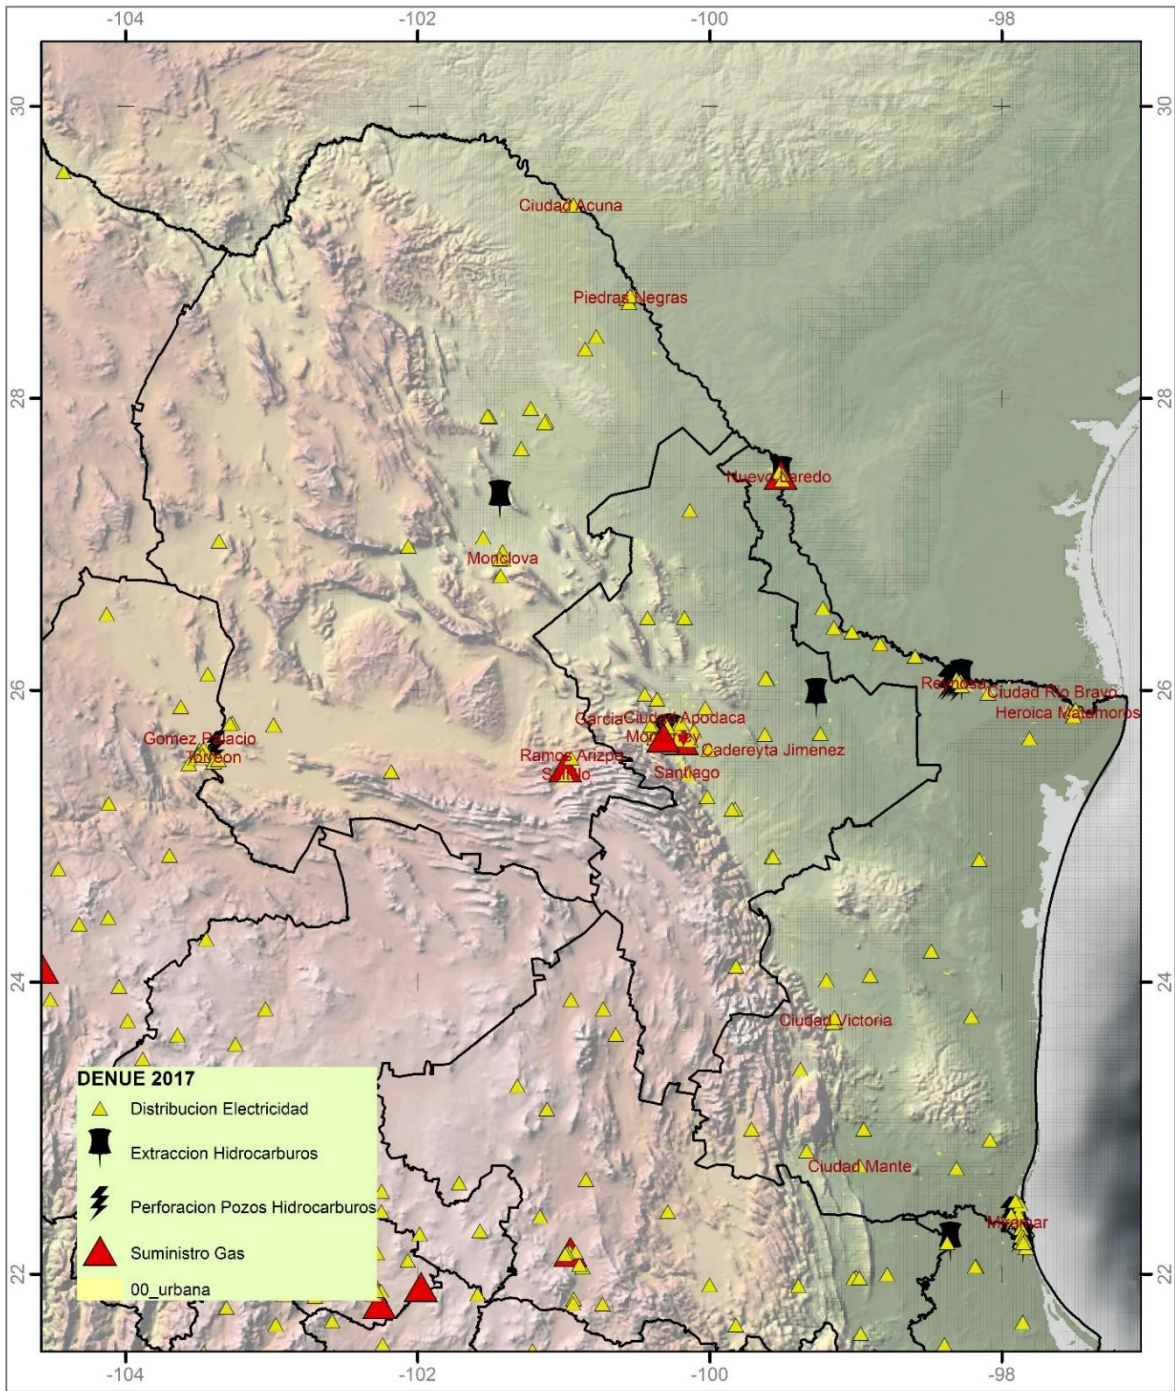 -104 -102 -100 -98
30 30
Ciudad Acuna
Piedras Negras
28 28
Nuevo Laredo
Monclova
26 26
Reynosa
Ciudad Rio Bravo
Heroica Matamoros
Garcia
Ciudad Apodaca
Gomez Palacio
Monterrey
Cadereyta Jimenez
Torreon
Ramos Arizpe
Saltillo
Santiago
24 24
Ciudad Victoria
DENUE 2017
Distribucion Electricidad
Extraccion Hidrocarburos
Ciudad Mante
Perforacion Pozos Hidrocarburos
Miramar
Suministro Gas
22 22
00_urbana
-104 -102 -100 -98